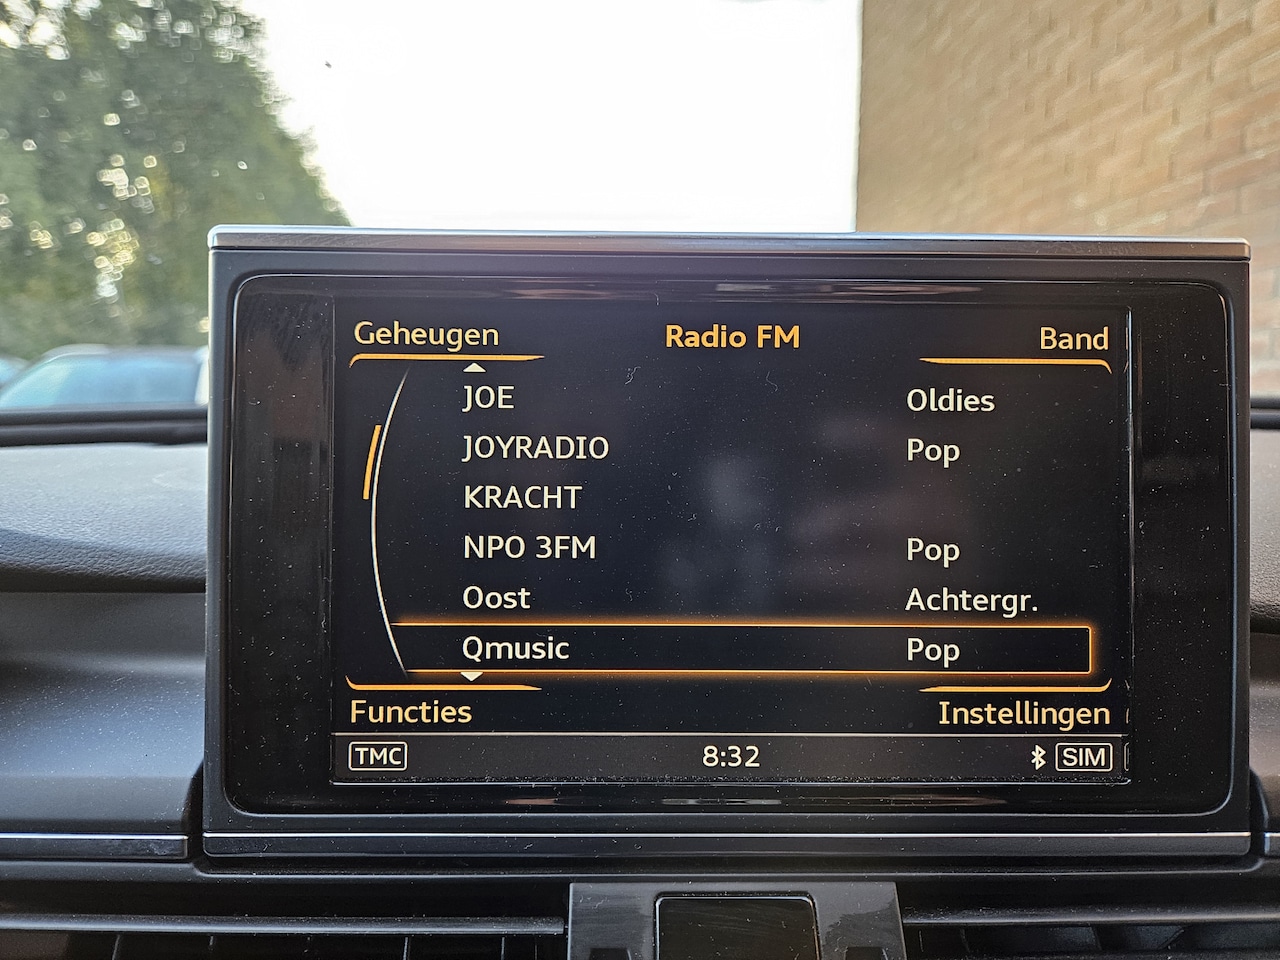 Geheugen Radio FM Band
JOE Oldies
JOYRADIO Pop
KRACHT
NPO 3FM Pop
Oost Achtergr.
Qmusic Pop
Functies Instellingen
TMC 8:32 SIM